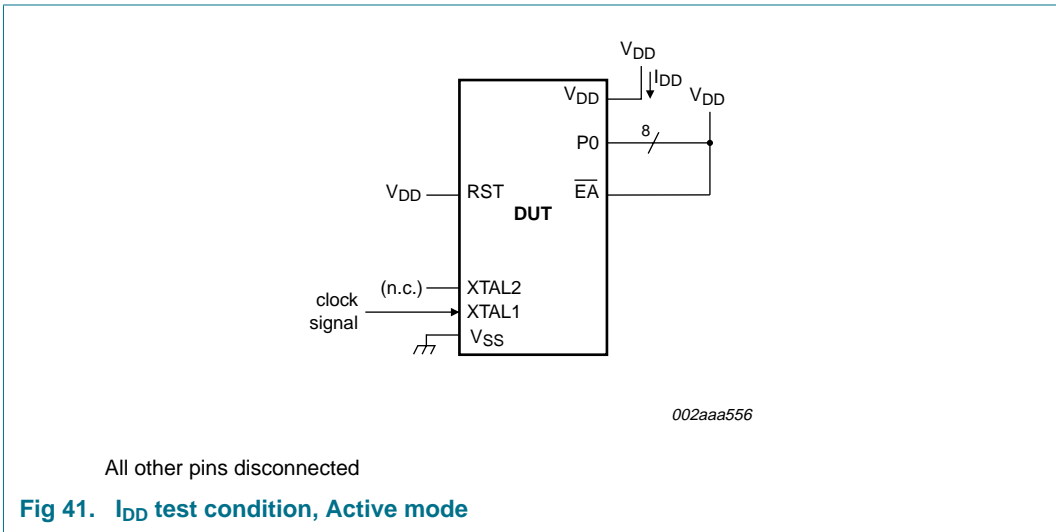 VDD
IDD
VDD
VDD
P0
8
VDD
RST
EA
DUT
(n.c.)
XTAL2
clock
signal
XTAL1
VSS
002aaa556
All other pins disconnected
Fig 41. IDD test condition, Active mode